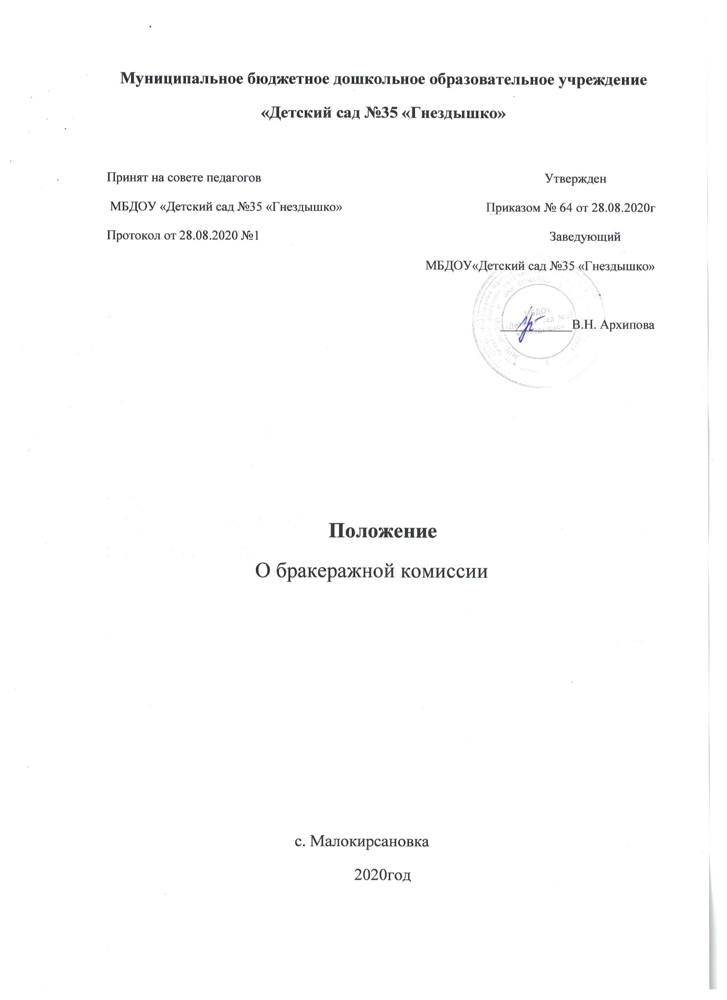 Муниципальное бюджетное дошкольное образовательное учреждение
«Детский сад №35 «Гнездышко»
Принят на совете педагогов
МБДОУ «Детский сад №35 «Гнездышко»
Протокол от 28.08.2020 №1
Утвержден
Приказом № 64 от 28.08.2020г
Заведующий
МБДОУ«Детский сад №35 «Гнездышко»
В.Н. Архипова
МБДОУ
«Детский сад №35
«Гнездышко»
Положение
О бракеражной комиссии
с. Малокирсановка
2020год